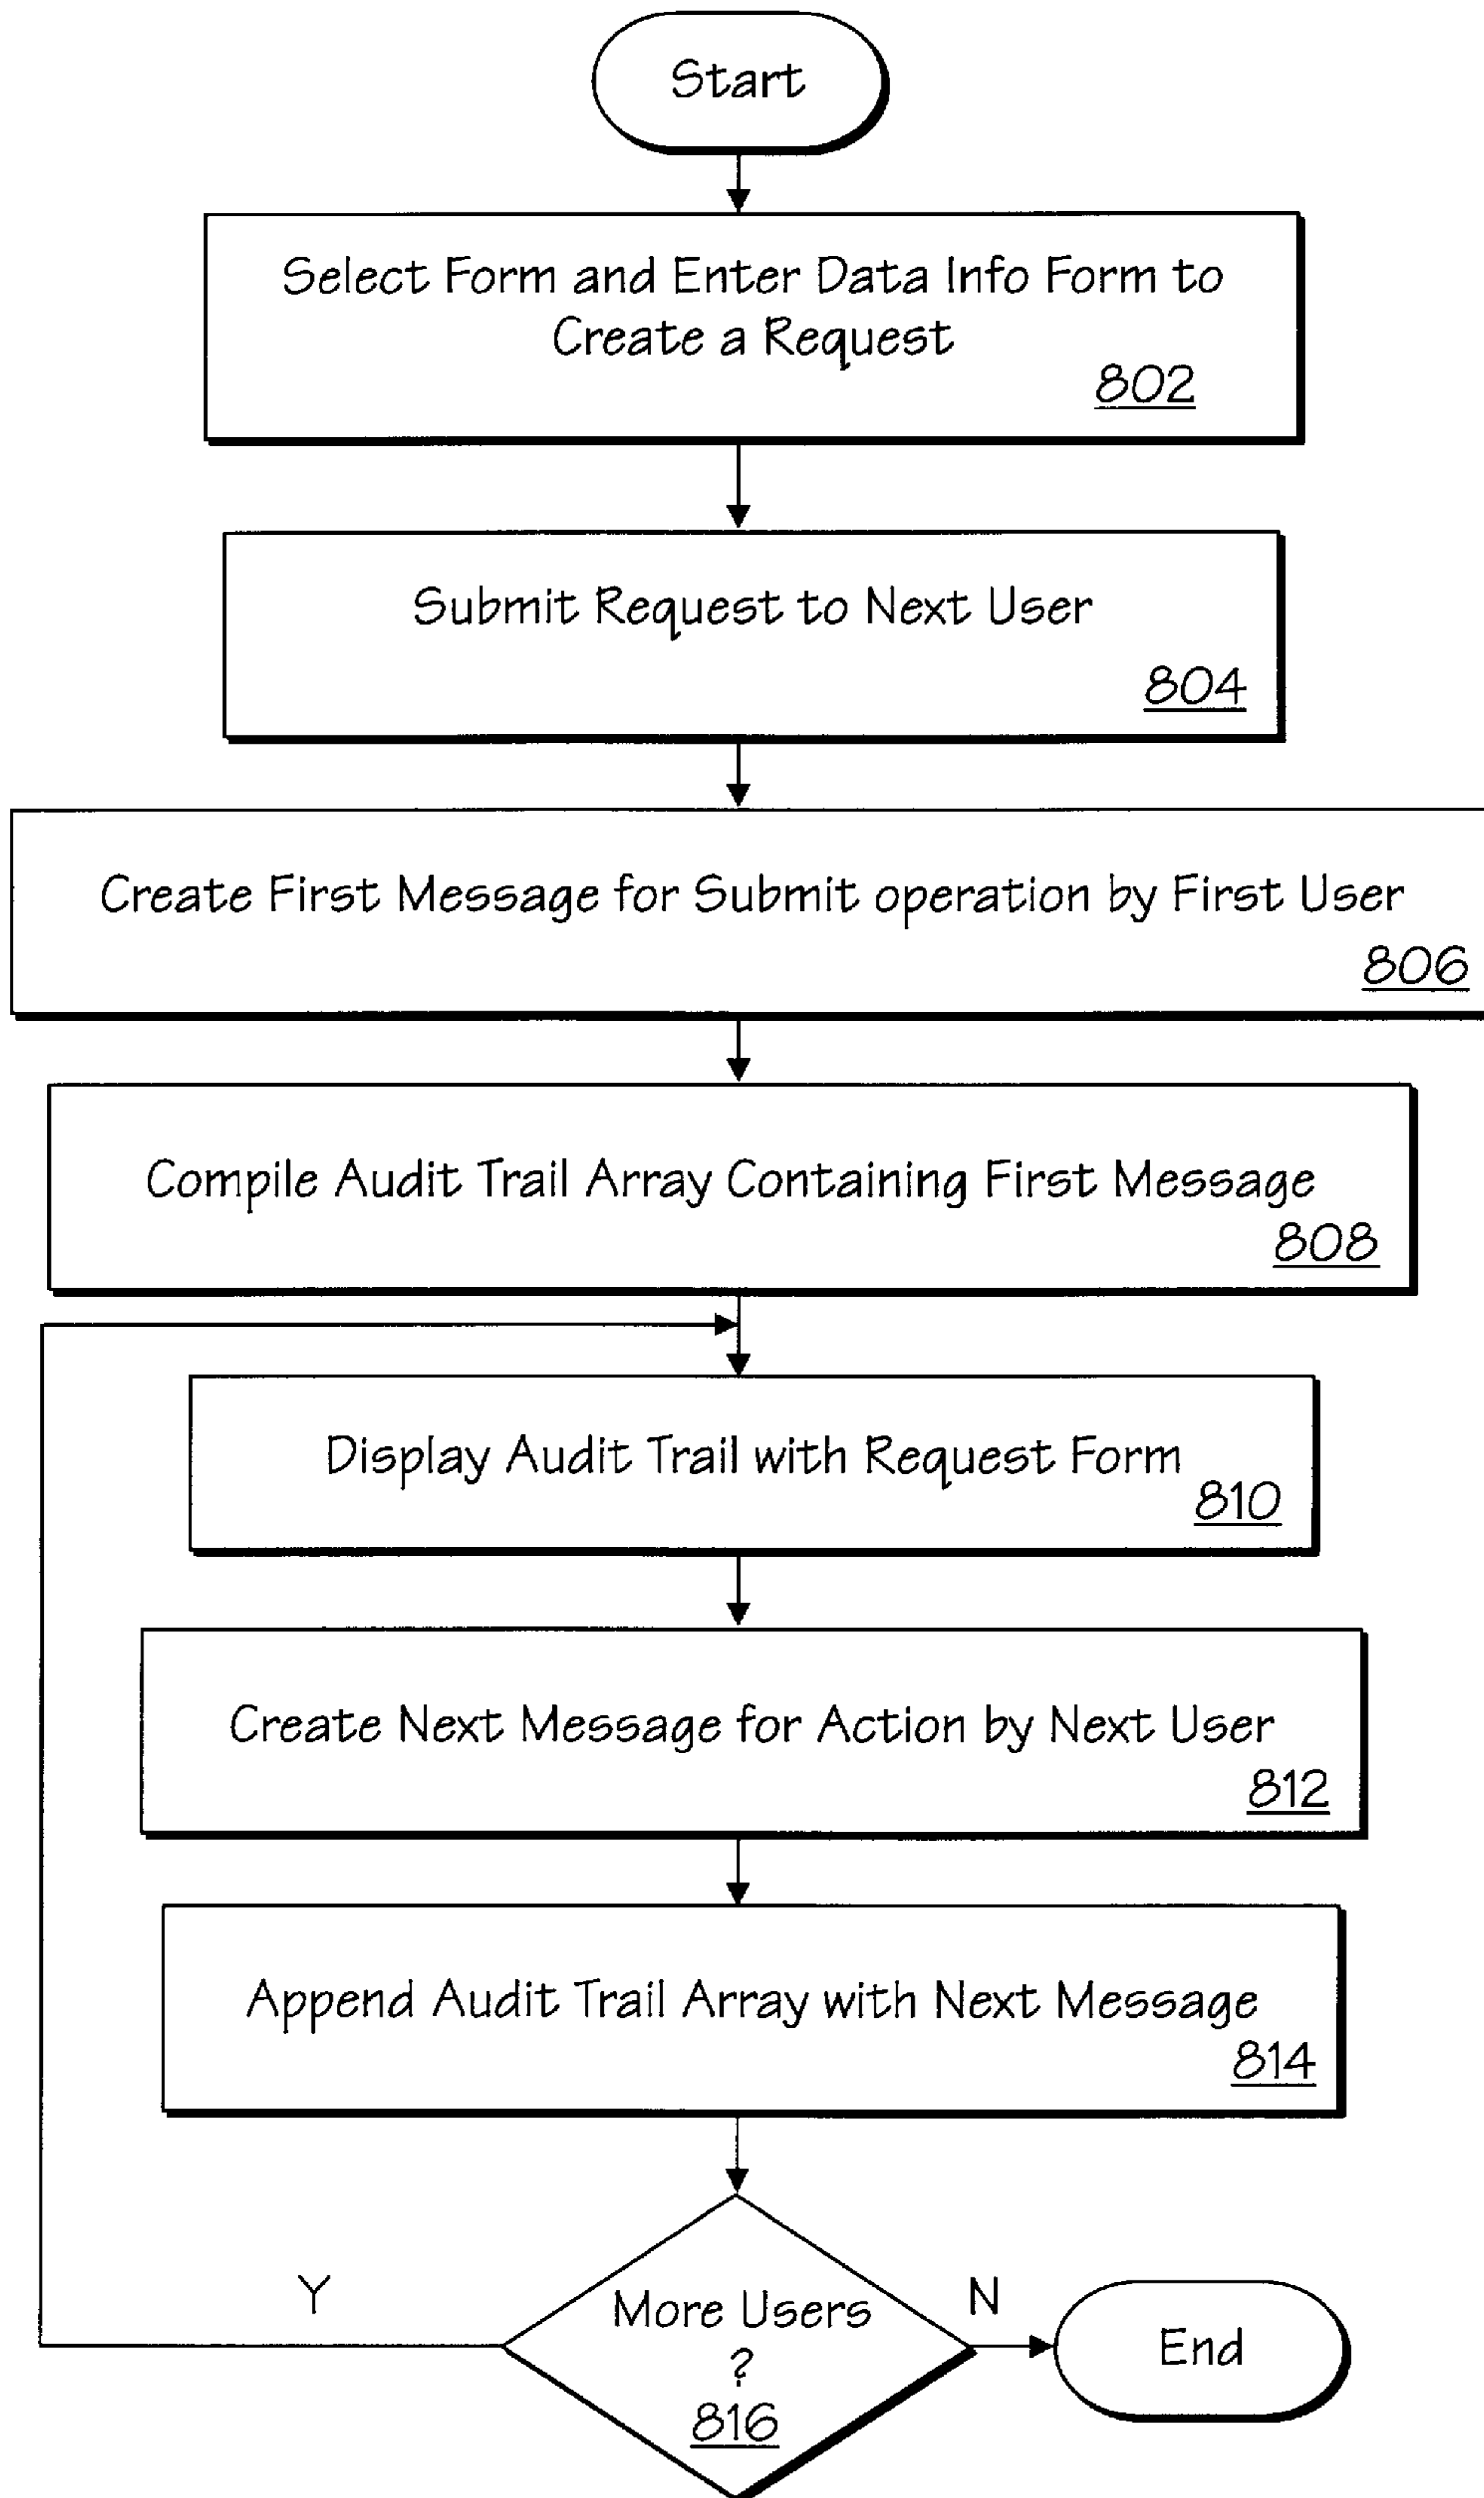 Start
Select Form and Enter Data Info Form to
Create a Request
802
Submit Request to Next User
804
Create First Message for Submit operation by First User
806
Compile Audit Trail Array Containing First Message
808
Display Audit Trail with Request Form
810
Create Next Message for Action by Next User
812
Append Audit Trail Array with Next Message
814
Y
More Users
?
816
N
End